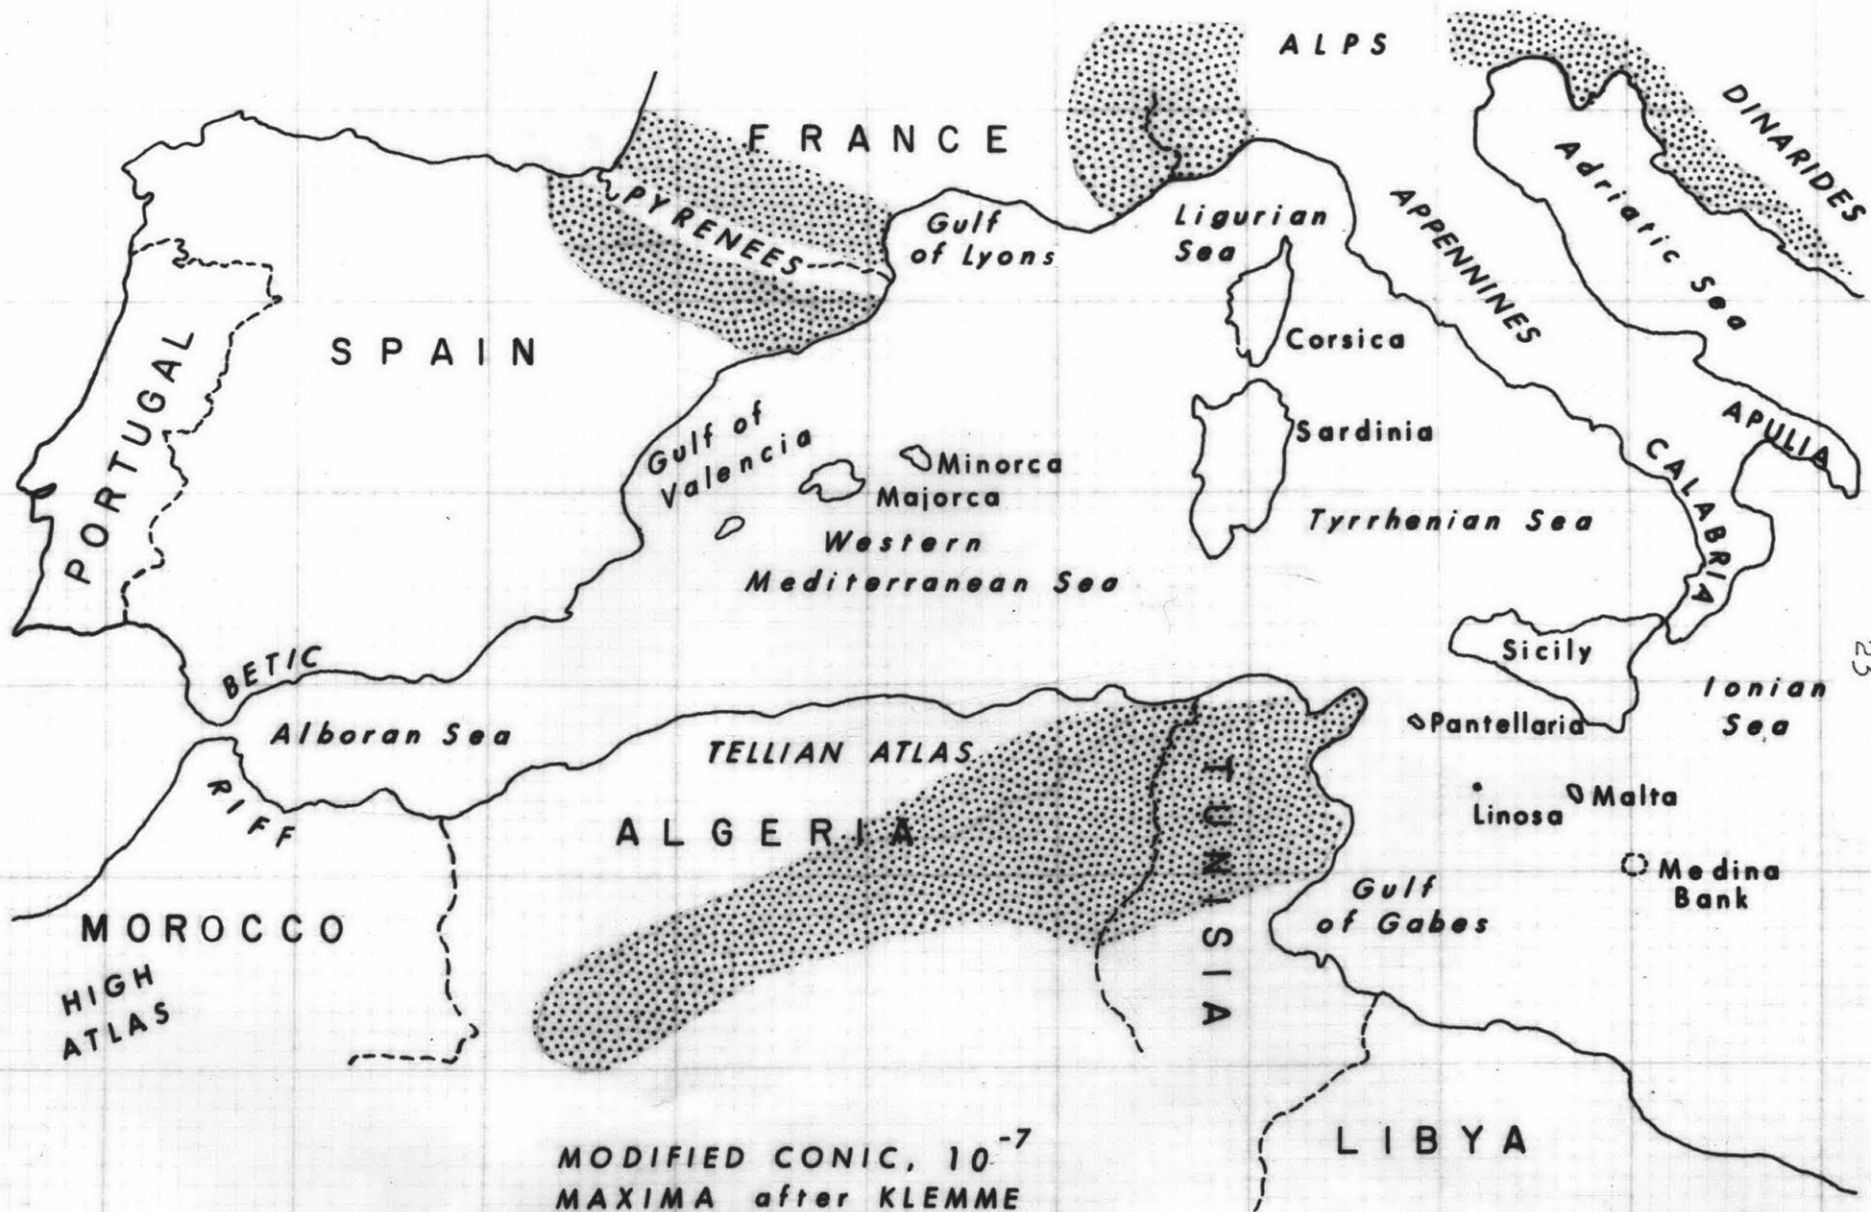 ALPS
FRANCE
DINARIDES
Adriatic Sea
PYRENEES
Gulf
of Lyons
Ligurian
Sea
APPENNINES
PORTUGAL
SPAIN
Corsica
Gulf of
Valencia
Minorca
Majorca
Sardinia
APULIA
CALABRIA
Western
Mediterranean Sea
Tyrrhenian Sea
BETIC
Sicily
23
Ionian
Sea
Alboran Sea
TELLIAN ATLAS
Pantellaria
RIFF
ALGERIA
TUNISIA
Linosa
Malta
Medina
Bank
Gulf
of Gabes
MOROCCO
HIGH
ATLAS
LIBYA
MODIFIED CONIC, 10⁻⁷
MAXIMA after KLEMME